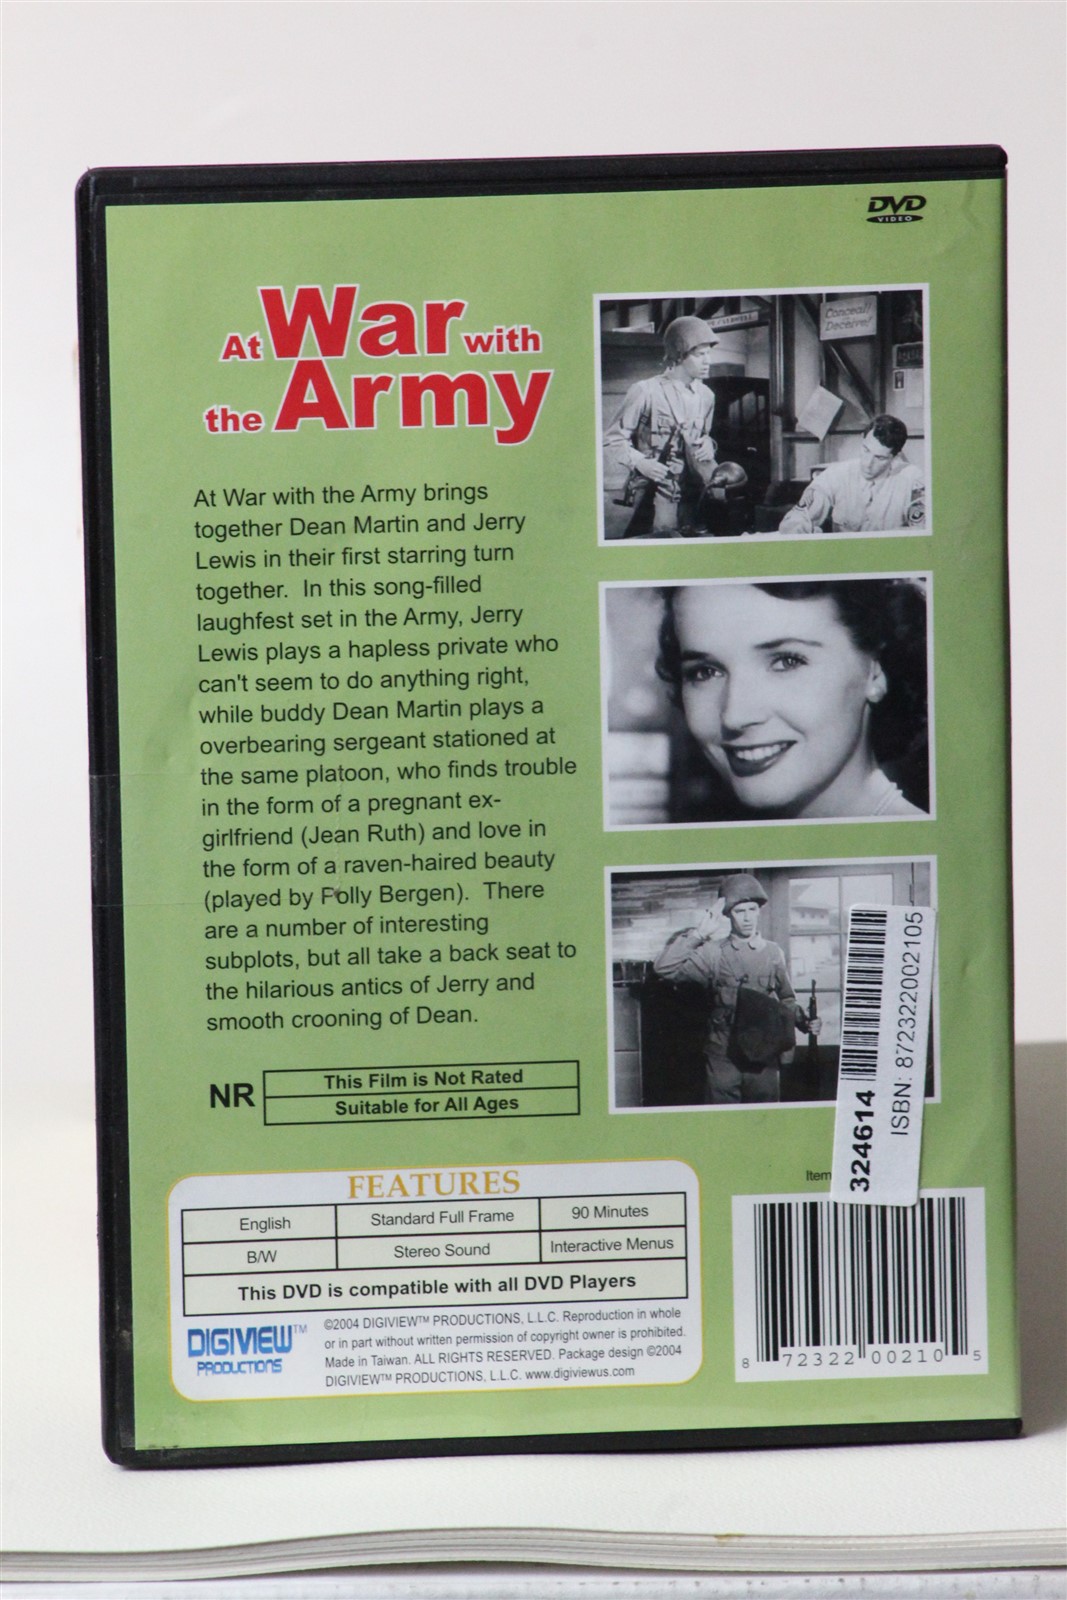 DVD
VIDEO
At War with
the Army
At War with the Army brings
together Dean Martin and Jerry
Lewis in their first starring turn
together. In this song-filled
laughfest set in the Army, Jerry
Lewis plays a hapless private who
can't seem to do anything right,
while buddy Dean Martin plays a
overbearing sergeant stationed at
the same platoon, who finds trouble
in the form of a pregnant ex-
girlfriend (Jean Ruth) and love in
the form of a raven-haired beauty
(played by Polly Bergen). There
are a number of interesting
subplots, but all take a back seat to
the hilarious antics of Jerry and
smooth crooning of Dean.
Conceal!
Deceive!
NR
This Film is Not Rated
Suitable for All Ages
324614
ISBN: 872322002105
Item
FEATURES
English Standard Full Frame 90 Minutes
B/W Stereo Sound Interactive Menus
This DVD is compatible with all DVD Players
DIGIVIEW™
PRODUCTIONS
©2004 DIGIVIEW™ PRODUCTIONS, L.L.C. Reproduction in whole
or in part without written permission of copyright owner is prohibited.
Made in Taiwan. ALL RIGHTS RESERVED. Package design ©2004
DIGIVIEW™ PRODUCTIONS, L.L.C. www.digiviewus.com
8 72322 00210 5